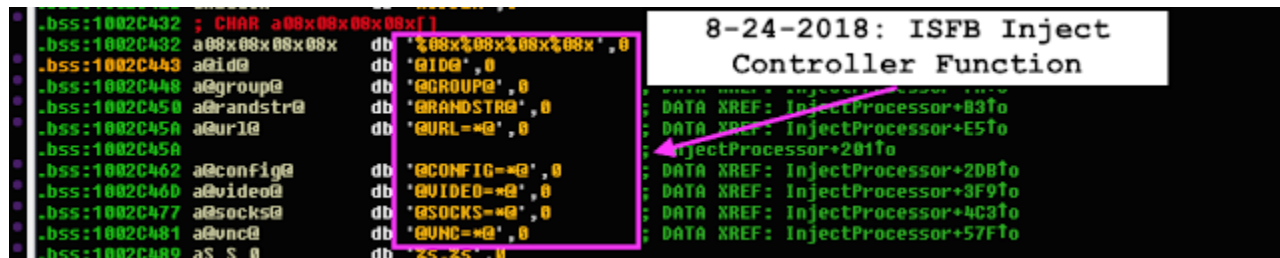 .bss:1002C432 ; CHAR a08x08x08x08x[]
.bss:1002C432 a08x08x08x08x db '%08x%08x%08x%08x',0
8-24-2018: ISFB Inject
Controller Function
.bss:1002C443 a@id@ db '@ID@',0
.bss:1002C448 a@group@ db '@GROUP@',0
.bss:1002C450 a@randstr@ db '@RANDSTR@',0 ; DATA XREF: InjectProcessor+B3↑o
.bss:1002C45A a@url@ db '@URL=*@',0 ; DATA XREF: InjectProcessor+E5↑o
.bss:1002C45A ; InjectProcessor+201↑o
.bss:1002C462 a@config@ db '@CONFIG=*@',0 ; DATA XREF: InjectProcessor+2DB↑o
.bss:1002C46D a@video@ db '@VIDEO=*@',0 ; DATA XREF: InjectProcessor+3F9↑o
.bss:1002C477 a@socks@ db '@SOCKS=*@',0 ; DATA XREF: InjectProcessor+4C3↑o
.bss:1002C481 a@vnc@ db '@VNC=*@',0 ; DATA XREF: InjectProcessor+57F↑o
.bss:1002C489 aS_S_0 db '%s.%s',0